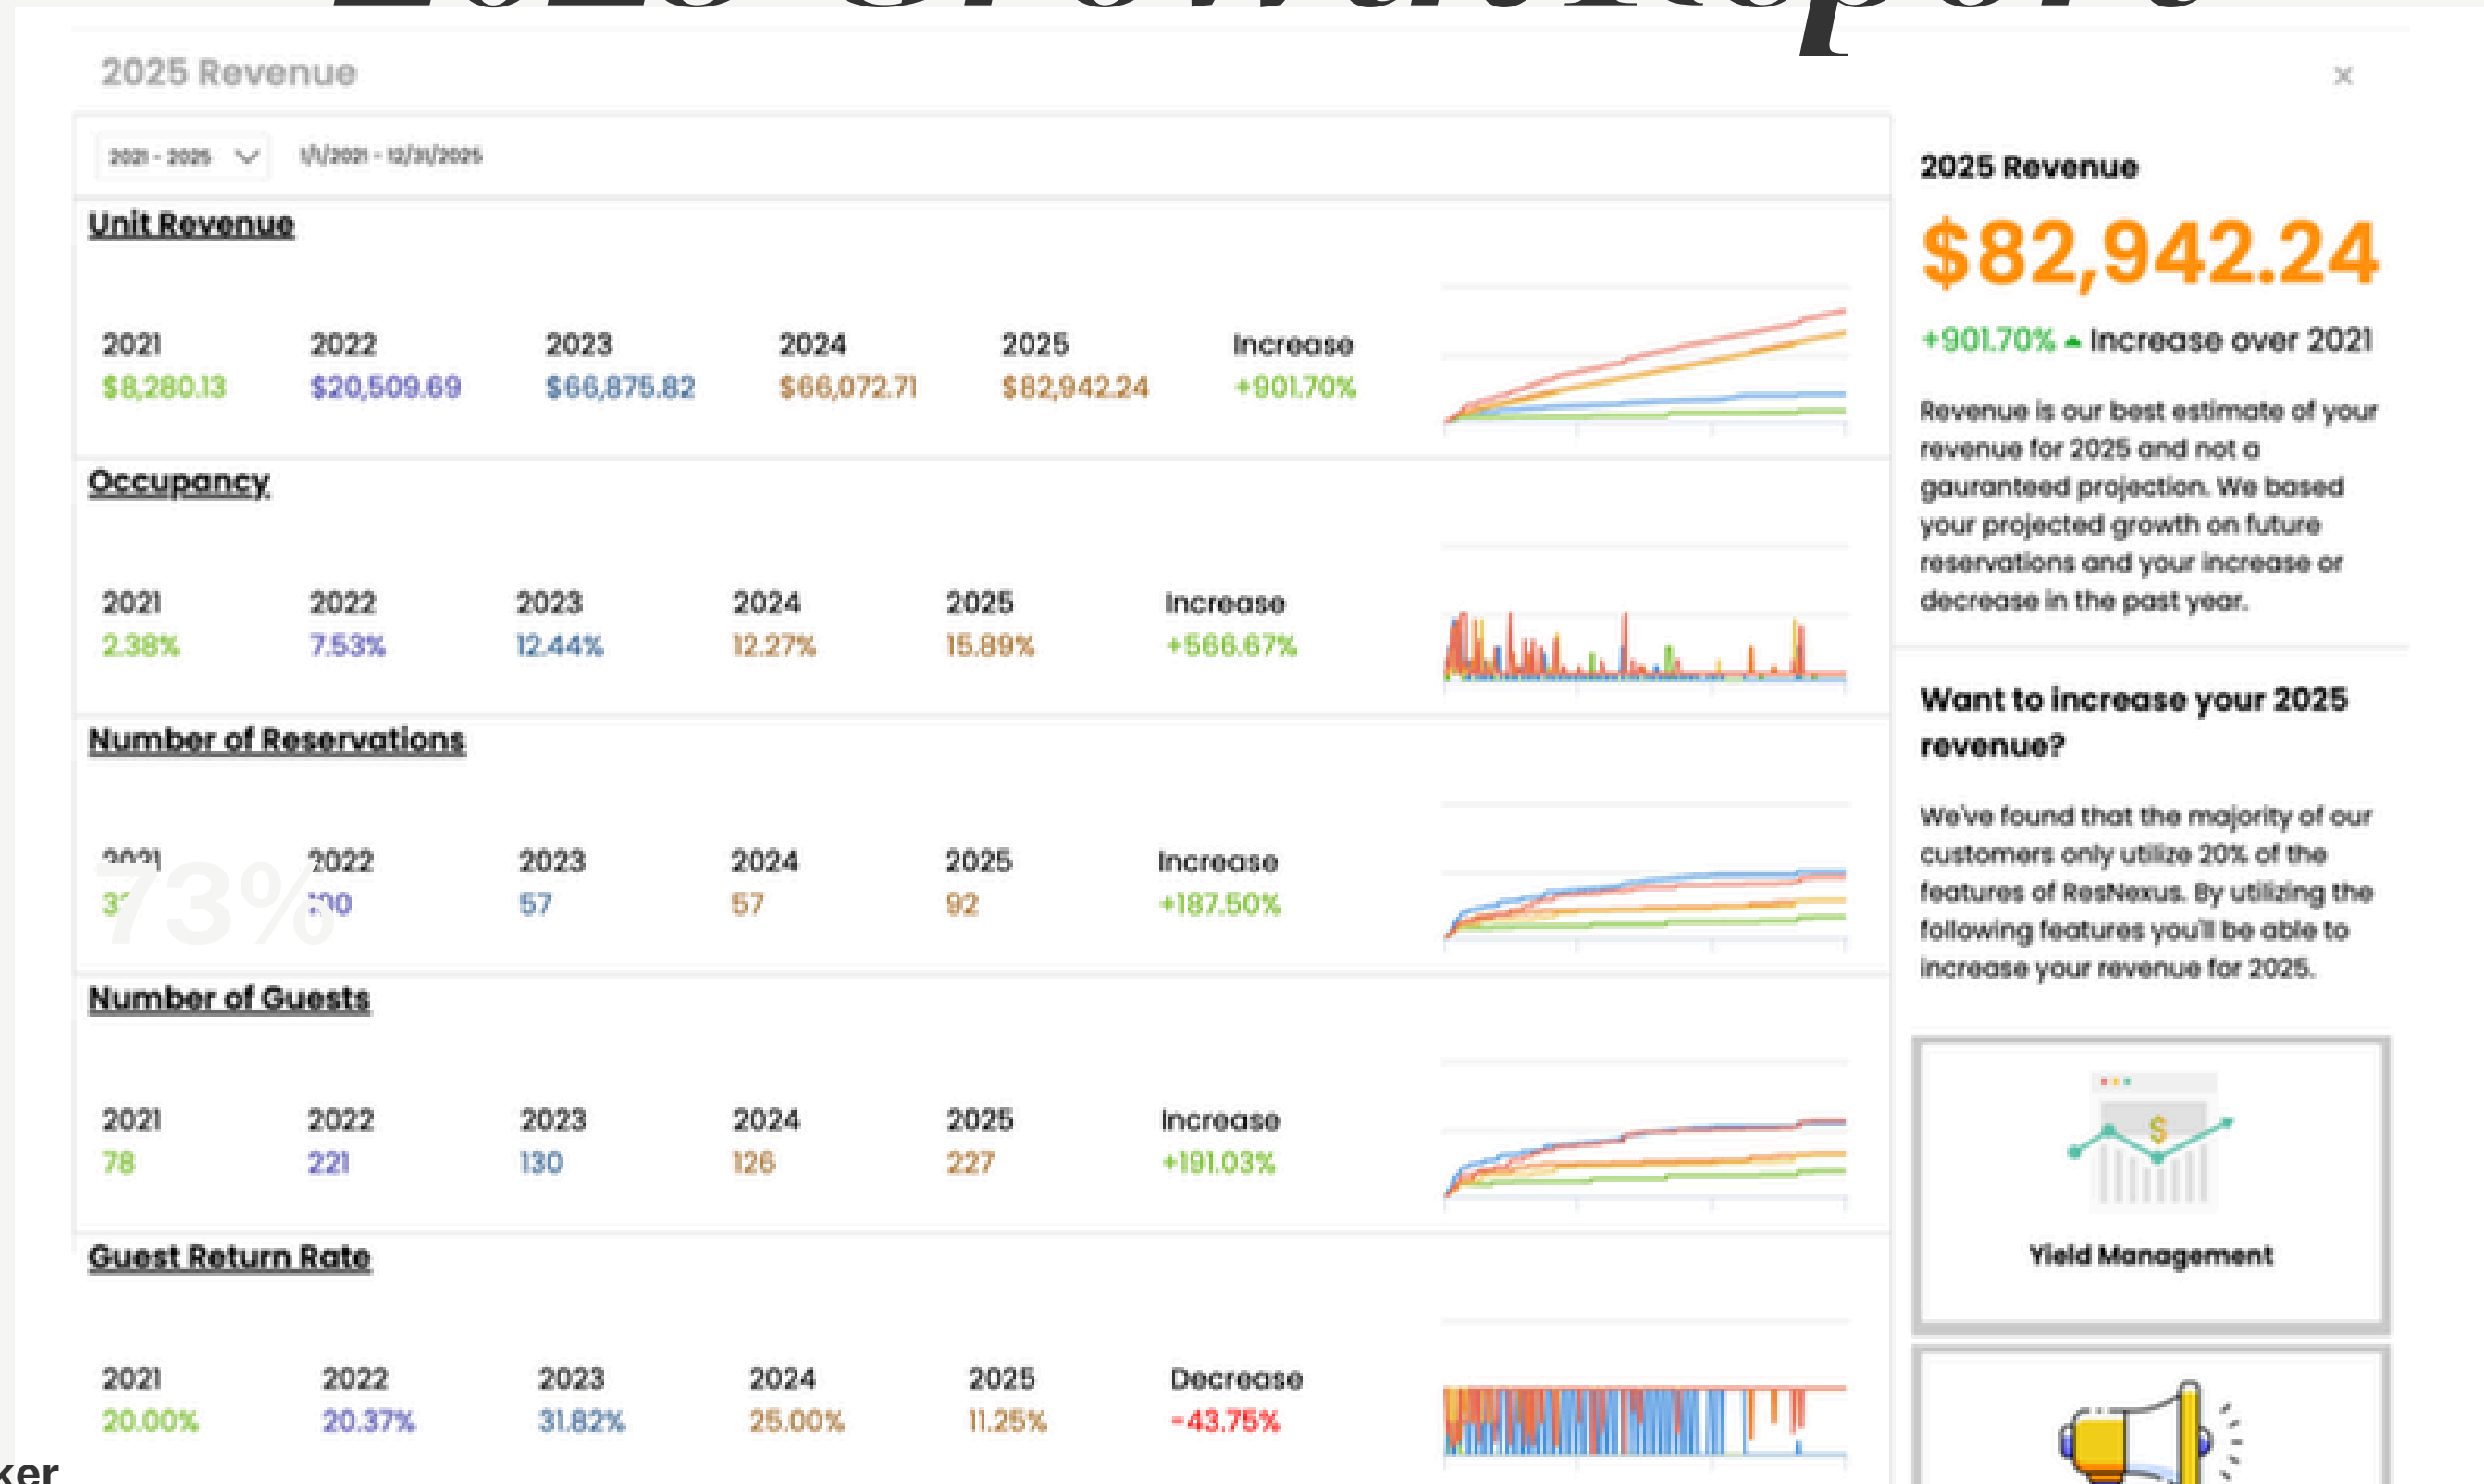 2025 Growth Report
2025 Revenue
×
2021 - 2025 1/1/2021 - 12/31/2025
Unit Revenue
2021 2022 2023 2024 2025 Increase
$8,280.13 $20,509.69 $66,875.82 $66,072.71 $82,942.24 +901.70%
Occupancy
2021 2022 2023 2024 2025 Increase
2.38% 7.53% 12.44% 12.27% 15.89% +566.67%
Number of Reservations
2021 2022 2023 2024 2025 Increase
57 57 92 +187.50%
73%
Number of Guests
2021 2022 2023 2024 2025 Increase
78 221 130 126 227 +191.03%
Guest Return Rate
2021 2022 2023 2024 2025 Decrease
20.00% 20.37% 31.82% 25.00% 11.25% -43.75%
ker
2025 Revenue
$82,942.24
+901.70% Increase over 2021
Revenue is our best estimate of your
revenue for 2025 and not a
gauranteed projection. We based
your projected growth on future
reservations and your increase or
decrease in the past year.
Want to increase your 2025
revenue?
We've found that the majority of our
customers only utilize 20% of the
features of ResNexus. By utilizing the
following features you'll be able to
increase your revenue for 2025.
$
Yield Management